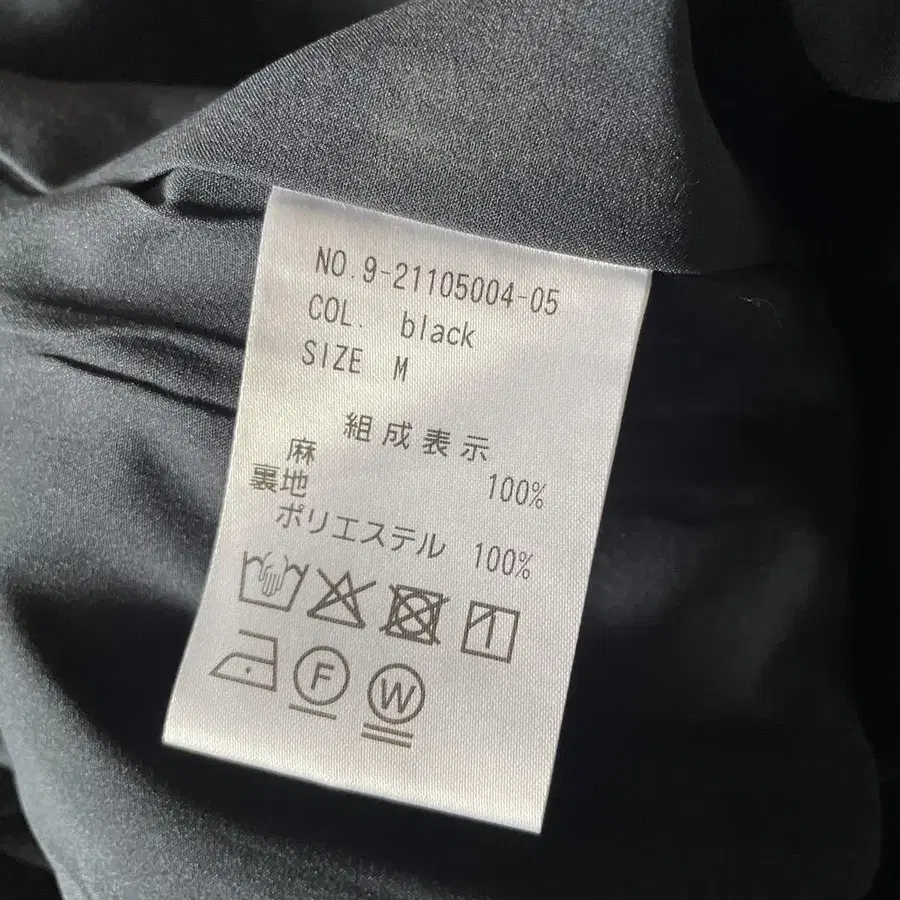 NO.9-21105004-05
COL. black
SIZE M
組成表示
麻 100%
裏地
ポリエステル 100%
F W